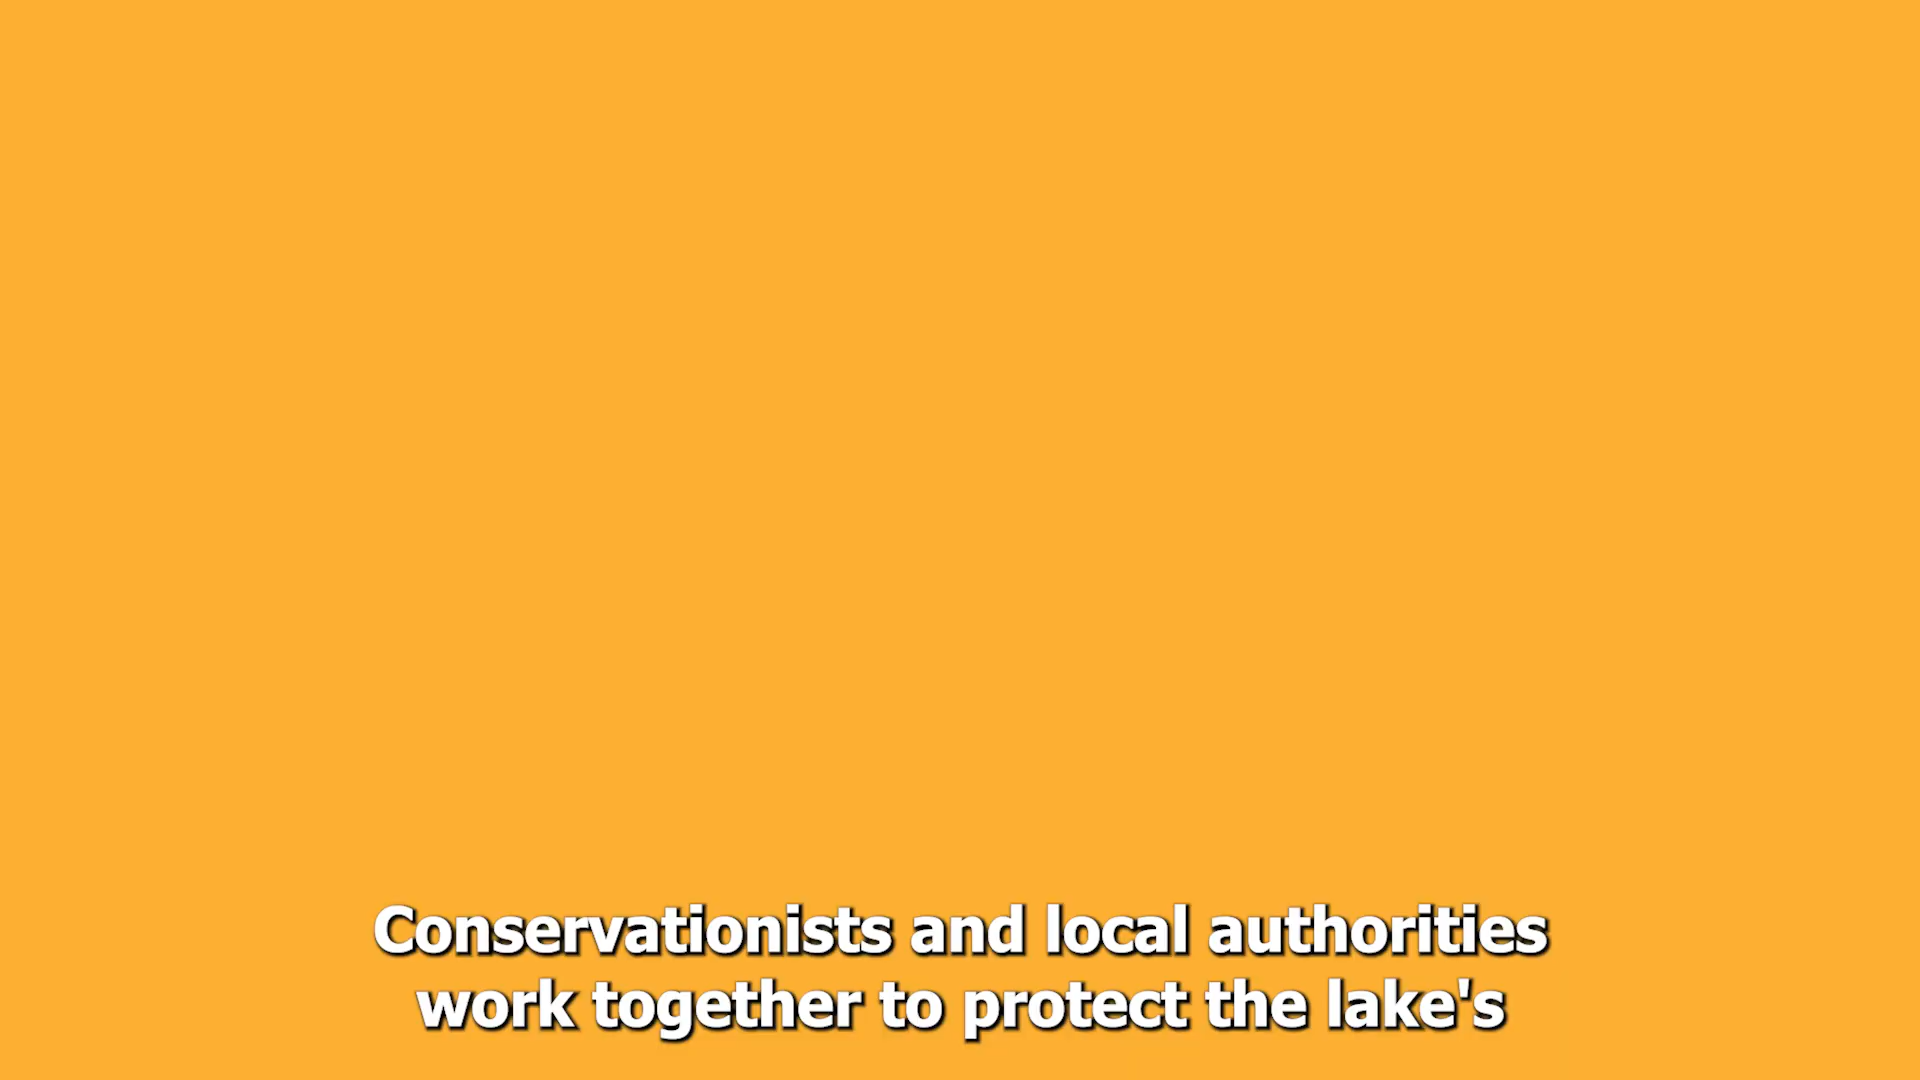 Conservationists and local authorities
work together to protect the lake's